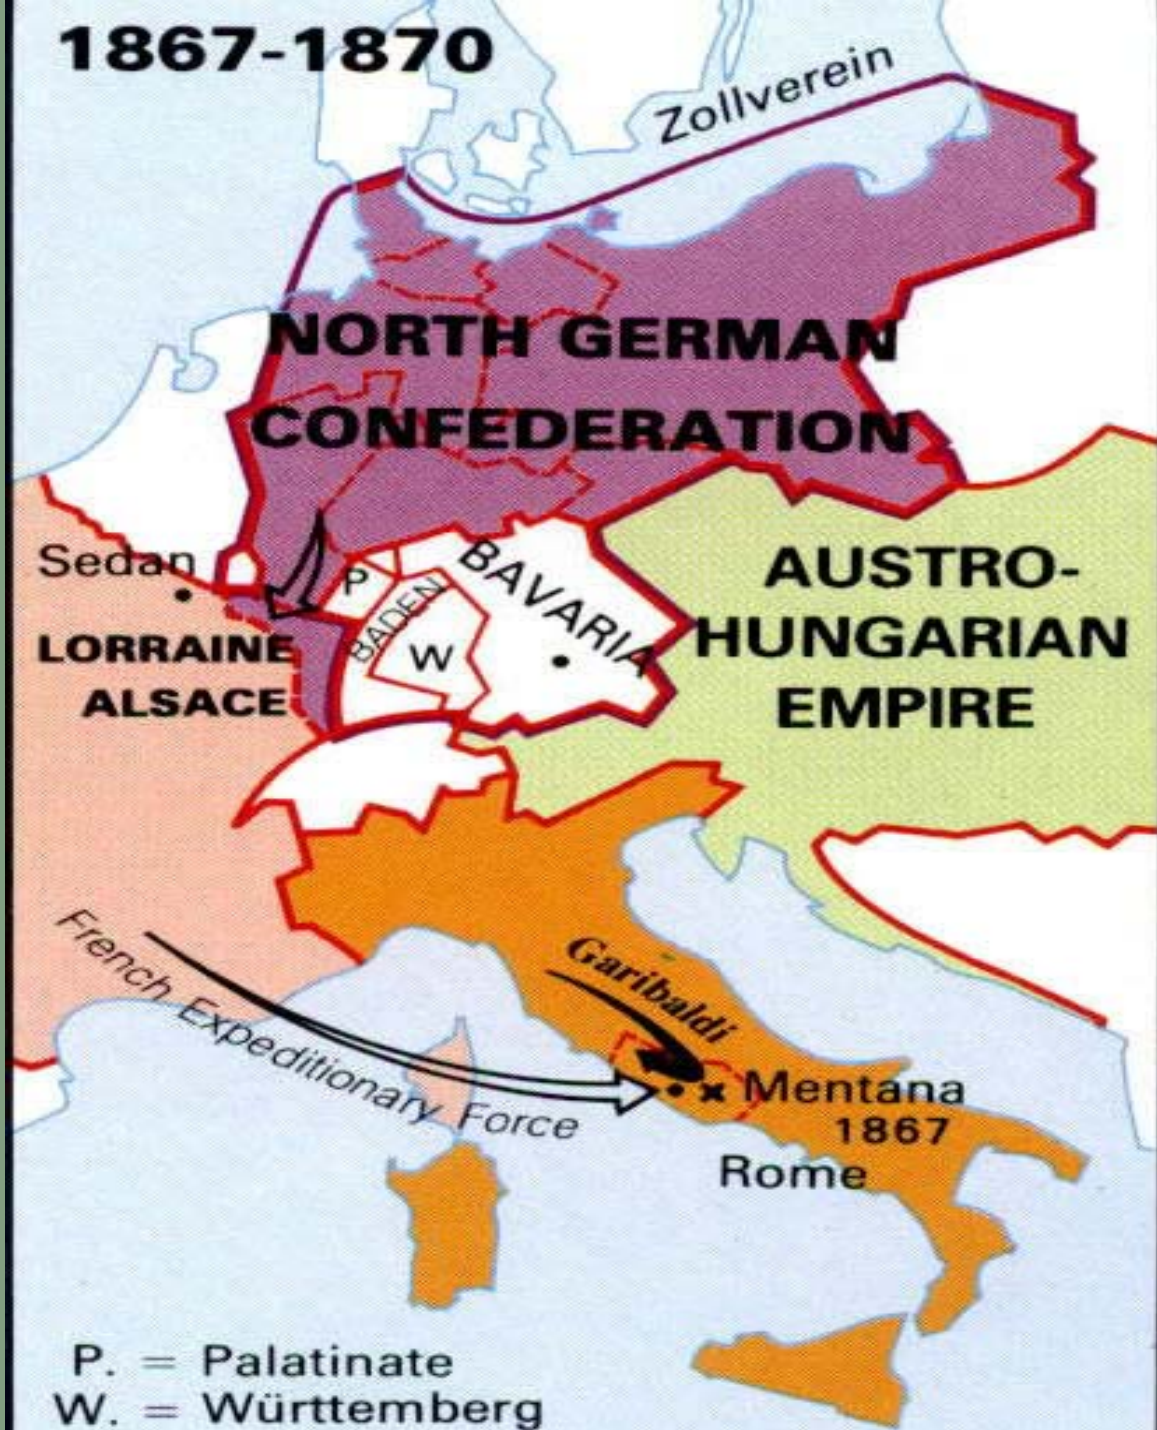 1867-1870
Zollverein
NORTH GERMAN
CONFEDERATION
Sedan
P
BADEN
W
BAVARIA
LORRAINE
ALSACE
AUSTRO-
HUNGARIAN
EMPIRE
French Expeditionary Force
Garibaldi
Mentana
1867
Rome
P. = Palatinate
W. = Württemberg